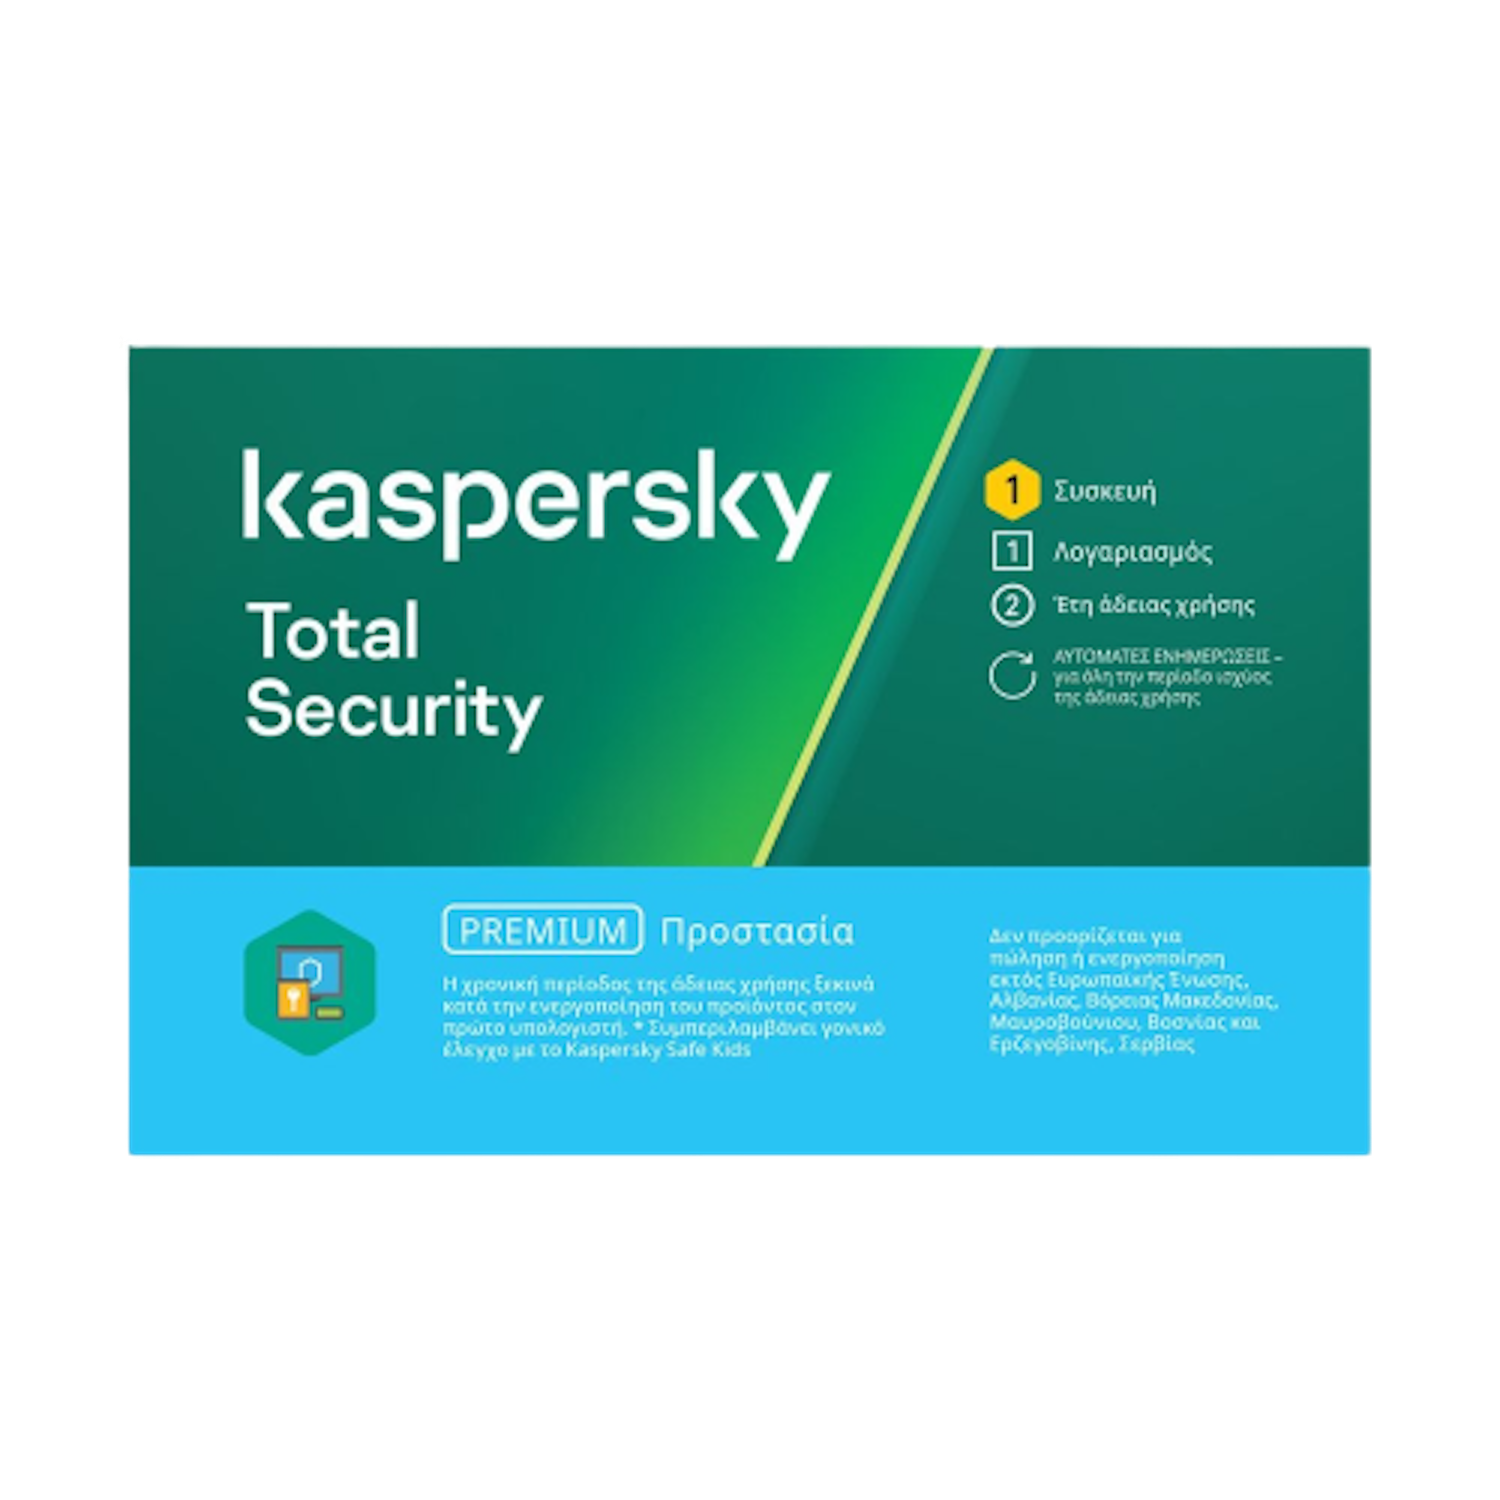 kaspersky
Total
Security
1 Συσκευή
1 Λογαριασμός
2 Έτη άδειας χρήσης
ΑΥΤΟΜΑΤΕΣ ΕΝΗΜΕΡΩΣΕΙΣ –
για όλη την περίοδο ισχύος
της άδειας χρήσης
PREMIUM Προστασία
Η χρονική περίοδος της άδειας χρήσης ξεκινά
κατά την ενεργοποίηση του προϊόντος στον
πρώτο υπολογιστή. * Συμπεριλαμβάνει γονικό
έλεγχο με το Kaspersky Safe Kids
Δεν προορίζεται για
πώληση ή ενεργοποίηση
εκτός Ευρωπαϊκής Ένωσης,
Αλβανίας, Βόρειας Μακεδονίας,
Μαυροβούνιου, Βοσνίας και
Ερζεγοβίνης, Σερβίας